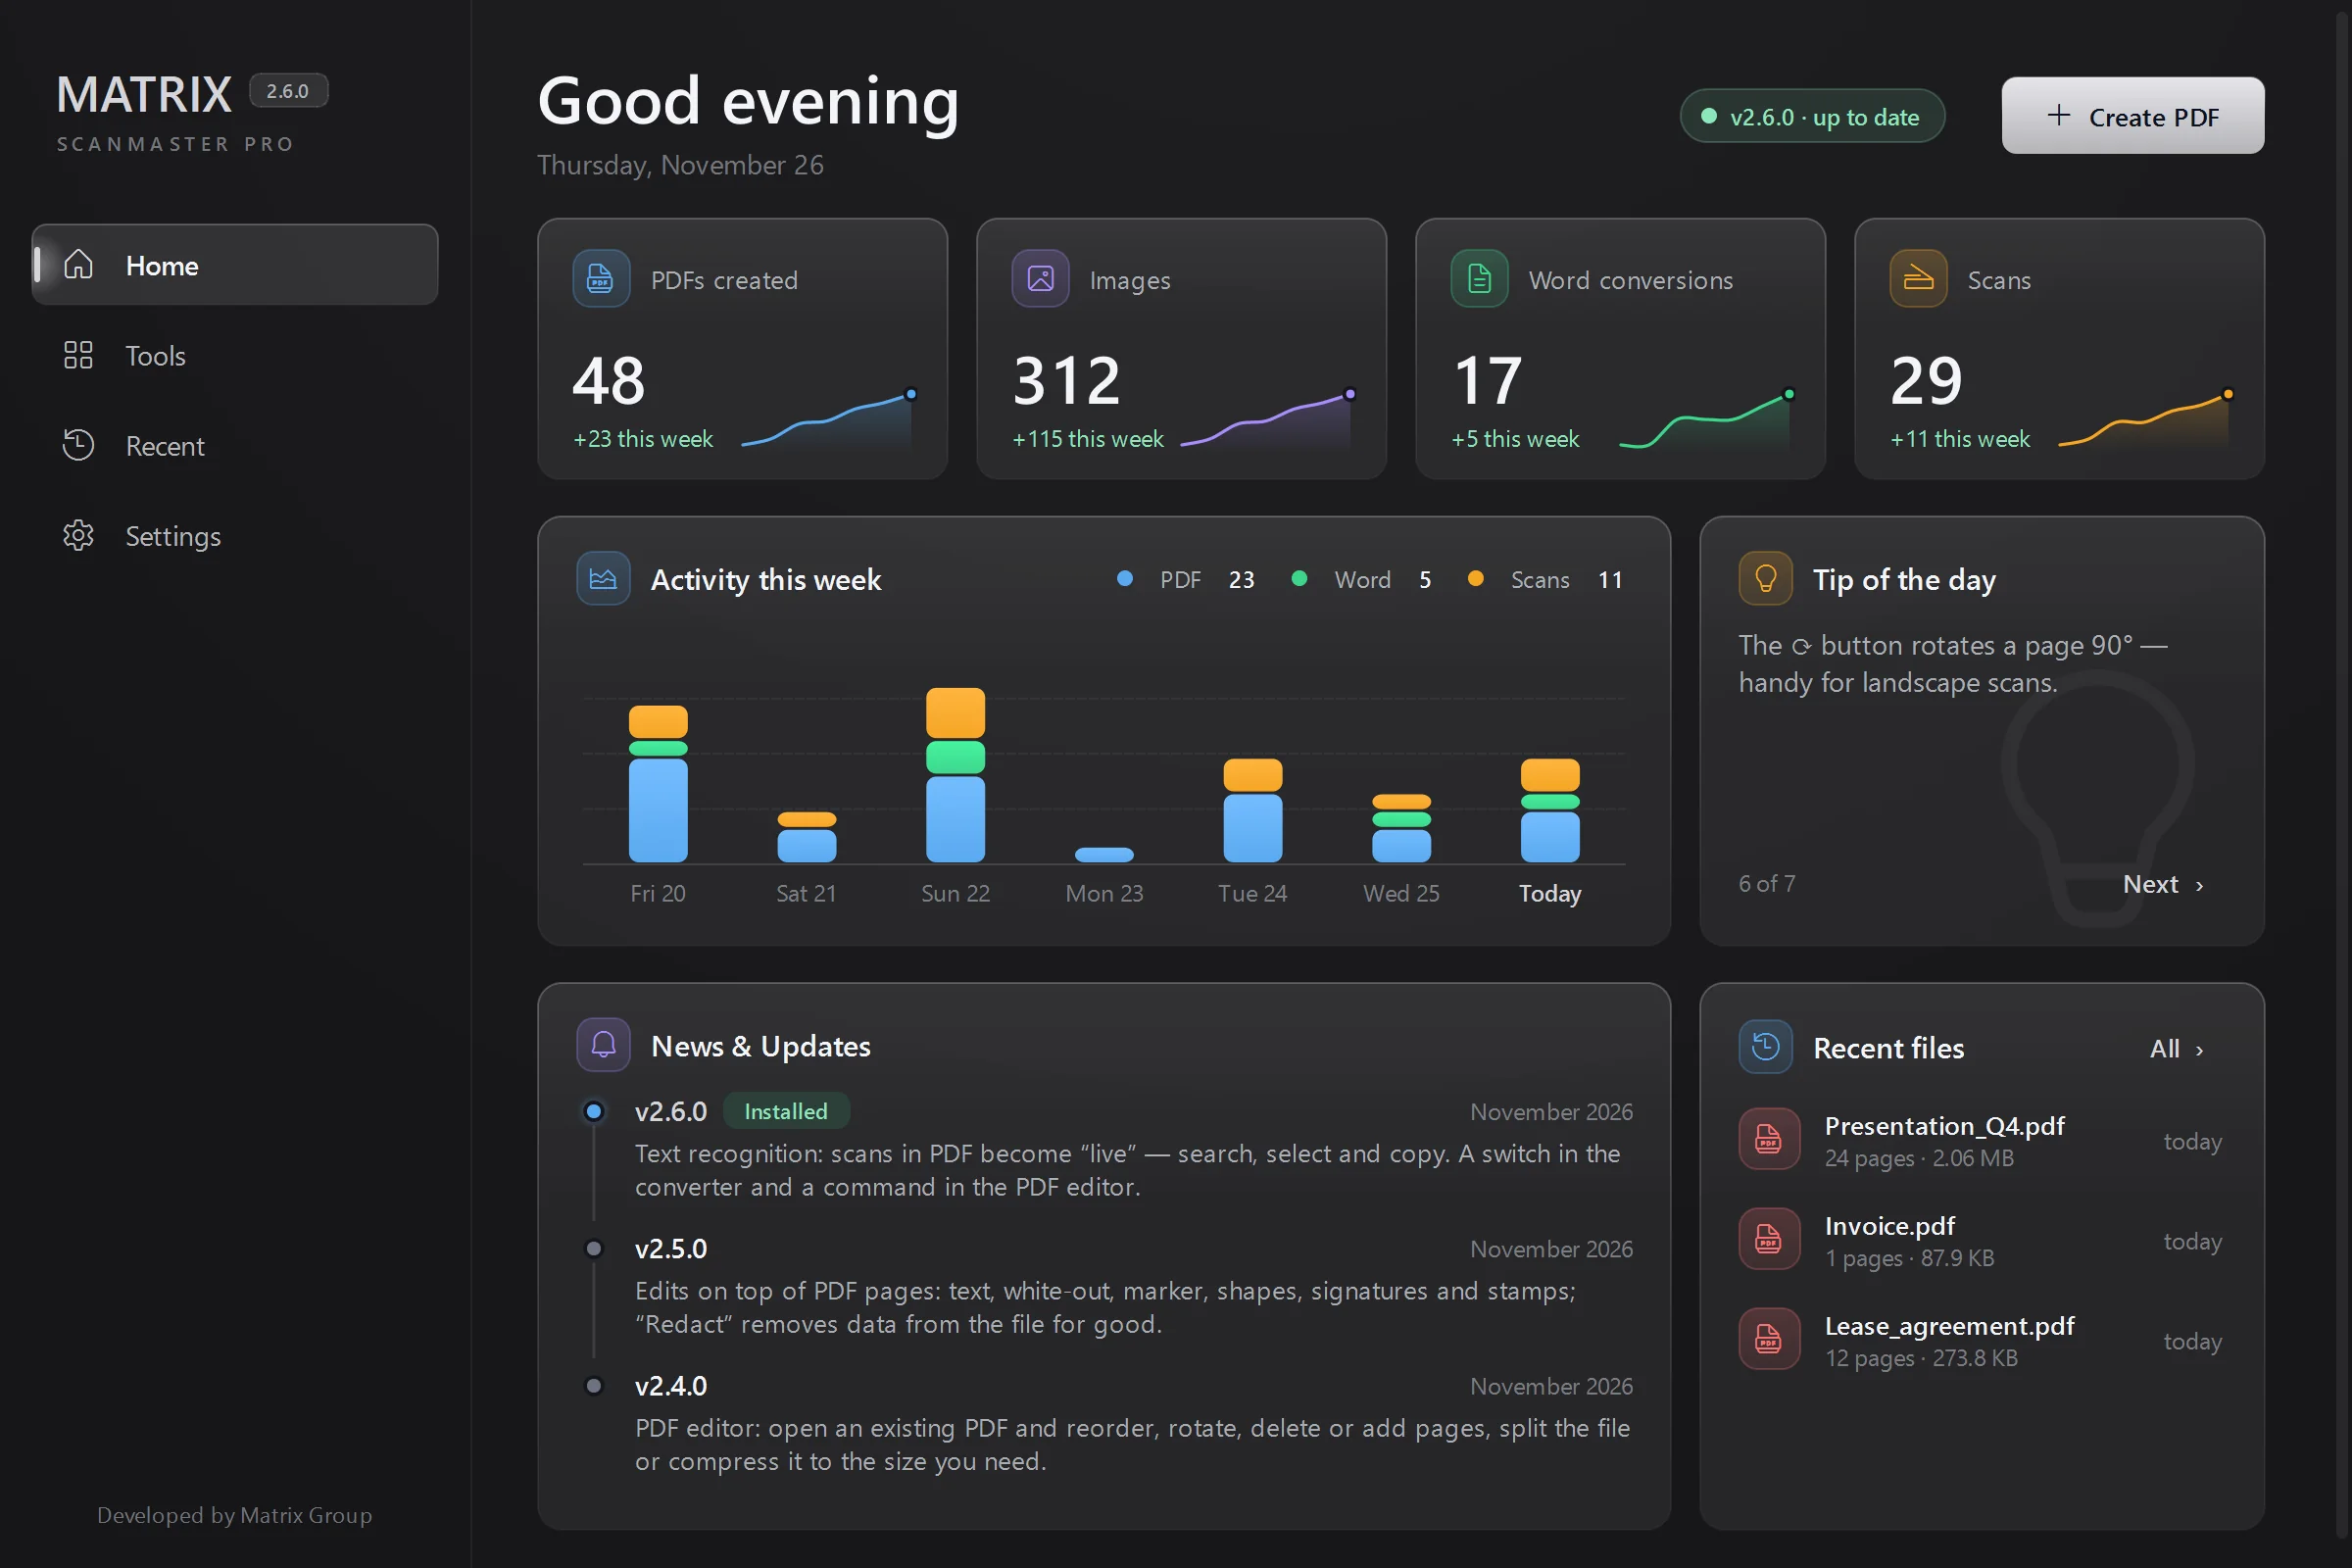 MATRIX 2.6.0
SCANMASTER PRO
Home
Tools
Recent
Settings
Developed by Matrix Group
Good evening
Thursday, November 26
v2.6.0 · up to date
+ Create PDF
PDFs created
48
+23 this week
Images
312
+115 this week
Word conversions
17
+5 this week
Scans
29
+11 this week
Activity this week
PDF 23 Word 5 Scans 11
Fri 20 Sat 21 Sun 22 Mon 23 Tue 24 Wed 25 Today
Tip of the day
The ⟳ button rotates a page 90° —
handy for landscape scans.
6 of 7
Next ›
News & Updates
v2.6.0 Installed November 2026
Text recognition: scans in PDF become “live” — search, select and copy. A switch in the
converter and a command in the PDF editor.
v2.5.0 November 2026
Edits on top of PDF pages: text, white-out, marker, shapes, signatures and stamps;
“Redact” removes data from the file for good.
v2.4.0 November 2026
PDF editor: open an existing PDF and reorder, rotate, delete or add pages, split the file
or compress it to the size you need.
Recent files
All ›
Presentation_Q4.pdf
24 pages · 2.06 MB
today
Invoice.pdf
1 pages · 87.9 KB
today
Lease_agreement.pdf
12 pages · 273.8 KB
today